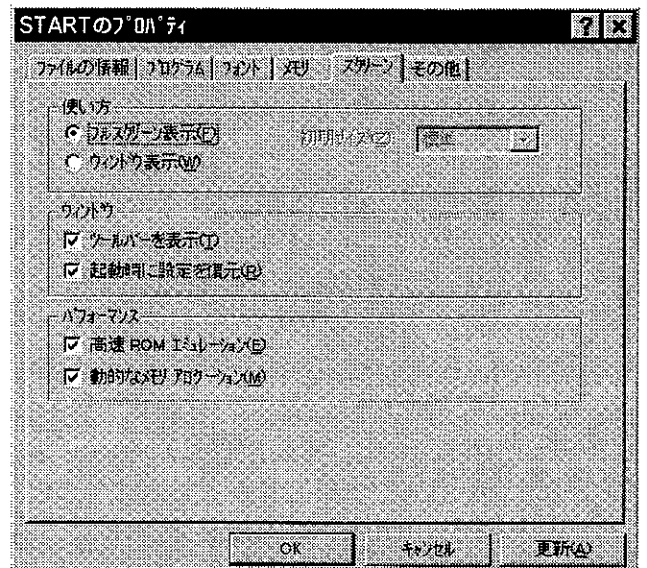 STARTのﾌﾟﾛﾊﾟﾃｨ
ﾌｧｲﾙの情報 ﾌﾟﾛｸﾞﾗﾑ ﾌｫﾝﾄ ﾒﾓﾘ ｽｸﾘｰﾝ その他
使い方
ﾌﾙｽｸﾘｰﾝ表示(F) 初期ｻｲｽﾞ(Z) 標準
ｳｨﾝﾄﾞｳ表示(W)
ｳｨﾝﾄﾞｳ
ﾂｰﾙﾊﾞｰを表示(T)
起動時に設定を復元(R)
ﾊﾟﾌｫｰﾏﾝｽ
高速 ROM ｴﾐｭﾚｰｼｮﾝ(E)
動的なﾒﾓﾘ ｱﾛｹｰｼｮﾝ(M)
OK ｷｬﾝｾﾙ 更新(A)